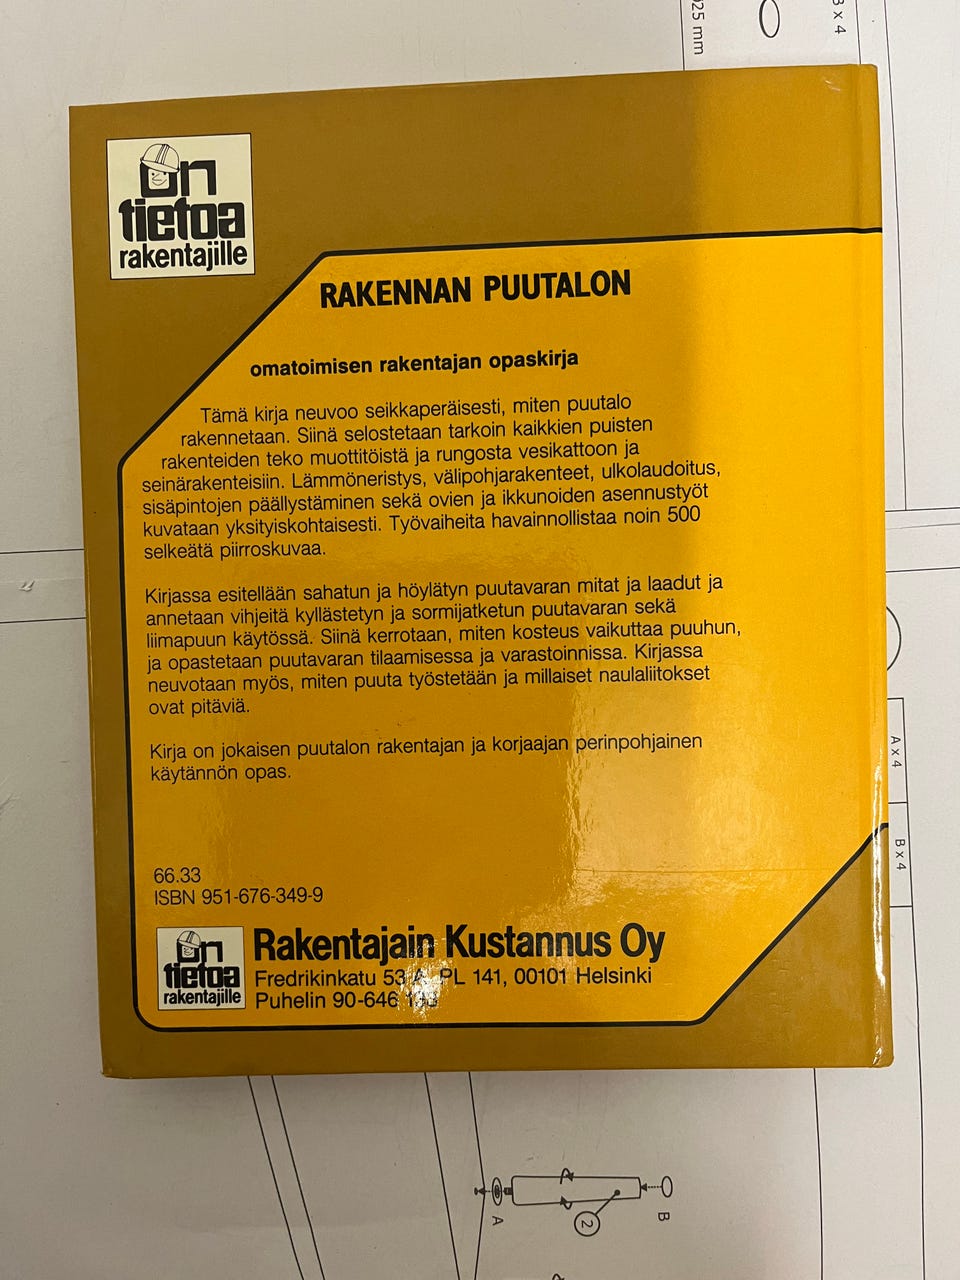 025 mm
B x 4
on
tietoa
rakentajille
RAKENNAN PUUTALON
omatoimisen rakentajan opaskirja
Tämä kirja neuvoo seikkaperäisesti, miten puutalo
rakennetaan. Siinä selostetaan tarkoin kaikkien puisten
rakenteiden teko muottitöistä ja rungosta vesikattoon ja
seinärakenteisiin. Lämmöneristys, välipohjarakenteet, ulkolaudoitus,
sisäpintojen päällystäminen sekä ovien ja ikkunoiden asennustyöt
kuvataan yksityiskohtaisesti. Työvaiheita havainnollistaa noin 500
selkeätä piirroskuvaa.
Kirjassa esitellään sahatun ja höylätyn puutavaran mitat ja laadut ja
annetaan vihjeitä kyllästetyn ja sormijatketun puutavaran sekä
liimapuun käytössä. Siinä kerrotaan, miten kosteus vaikuttaa puuhun,
ja opastetaan puutavaran tilaamisessa ja varastoinnissa. Kirjassa
neuvotaan myös, miten puuta työstetään ja millaiset naulaliitokset
ovat pitäviä.
Kirja on jokaisen puutalon rakentajan ja korjaajan perinpohjainen
käytännön opas.
A x 4
B x 4
66.33
ISBN 951-676-349-9
on
tietoa
rakentajille
Rakentajain Kustannus Oy
Fredrikinkatu 53 A, PL 141, 00101 Helsinki
Puhelin 90-646
A
2
B